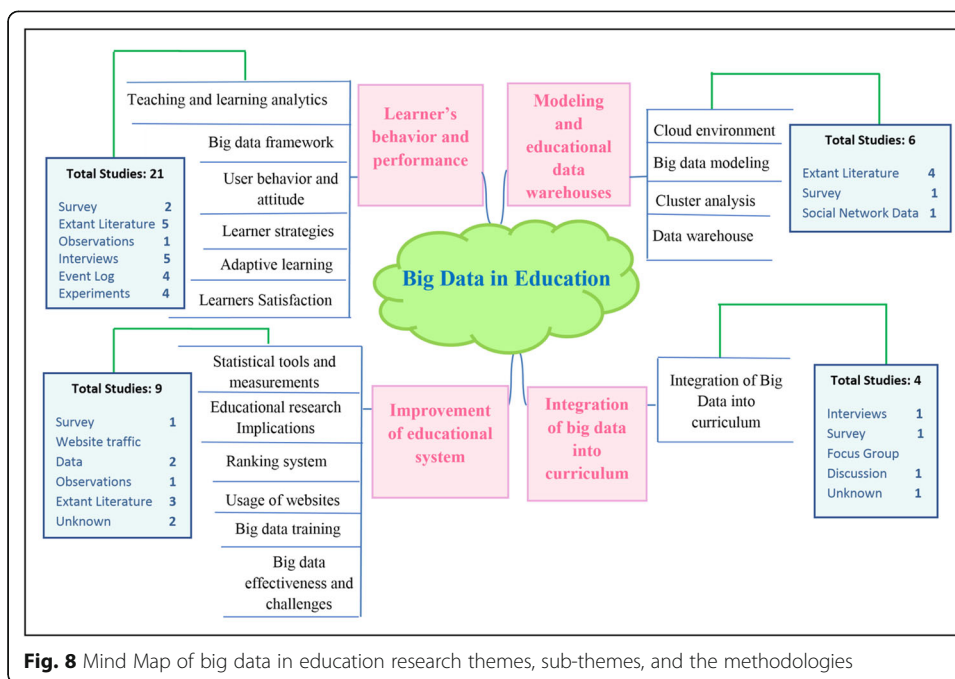 Teaching and learning analytics
Big data framework
User behavior and
attitude
Learner strategies
Adaptive learning
Learners Satisfaction
Total Studies: 21
Survey 2
Extant Literature 5
Observations 1
Interviews 5
Event Log 4
Experiments 4
Learner's
behavior and
performance
Modeling
and
educational
data
warehouses
Cloud environment
Big data modeling
Cluster analysis
Data warehouse
Total Studies: 6
Extant Literature 4
Survey 1
Social Network Data 1
Big Data in Education
Total Studies: 9
Survey 1
Website traffic
Data 2
Observations 1
Extant Literature 3
Unknown 2
Statistical tools and
measurements
Educational research
Implications
Ranking system
Usage of websites
Big data training
Big data
effectiveness and
challenges
Improvement
of educational
system
Integration
of big data
into
curriculum
Integration of Big
Data into
curriculum
Total Studies: 4
Interviews 1
Survey 1
Focus Group
Discussion 1
Unknown 1
Fig. 8 Mind Map of big data in education research themes, sub-themes, and the methodologies